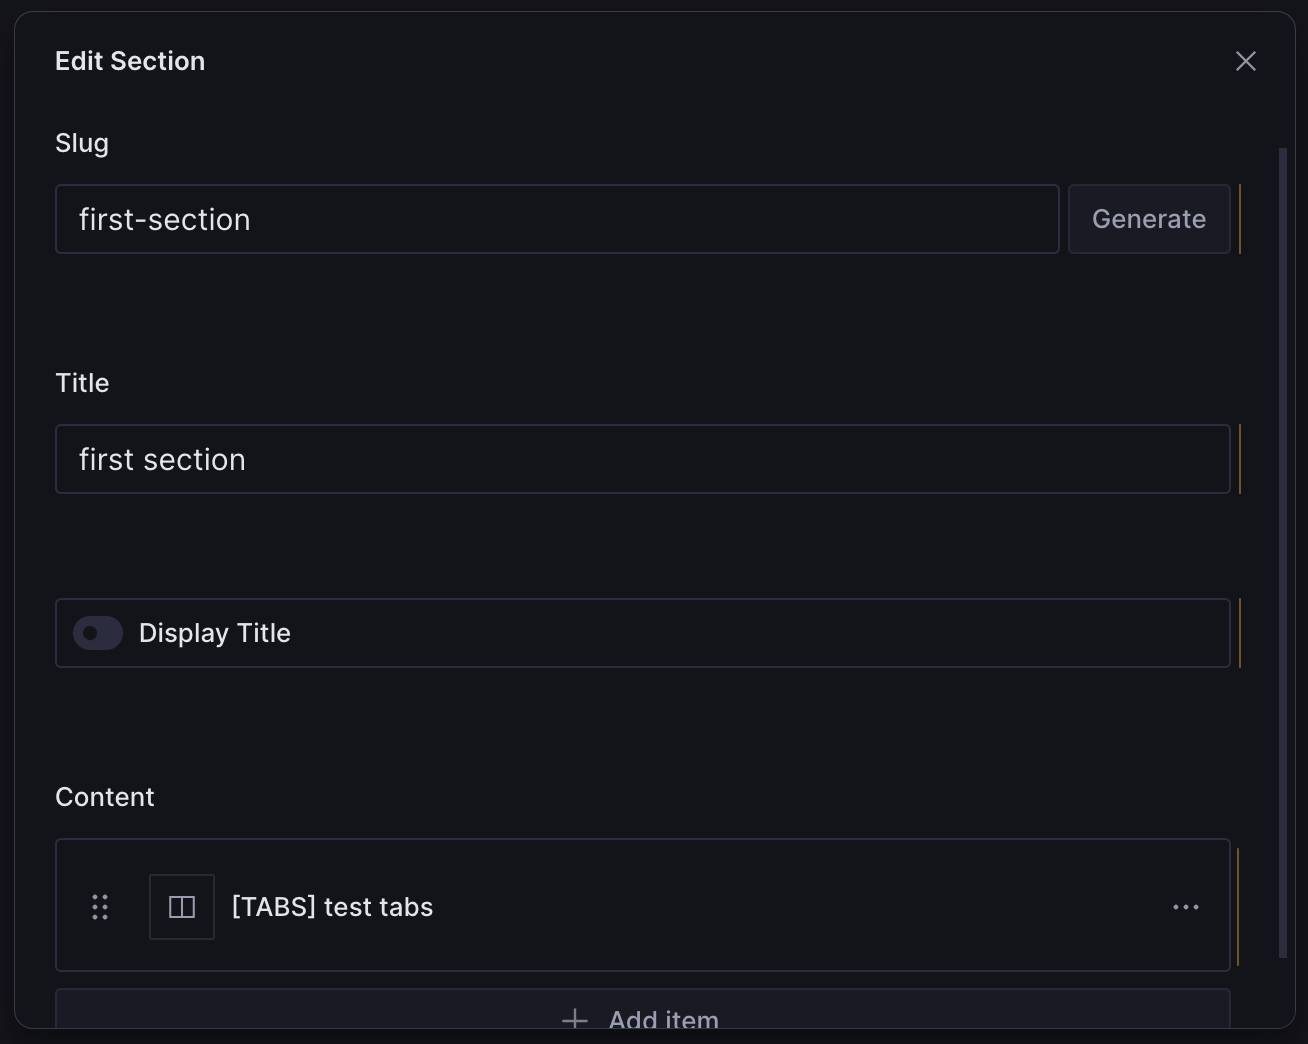 Edit Section
Slug
first-section
Generate
Title
first section
Display Title
Content
[TABS] test tabs
Add item